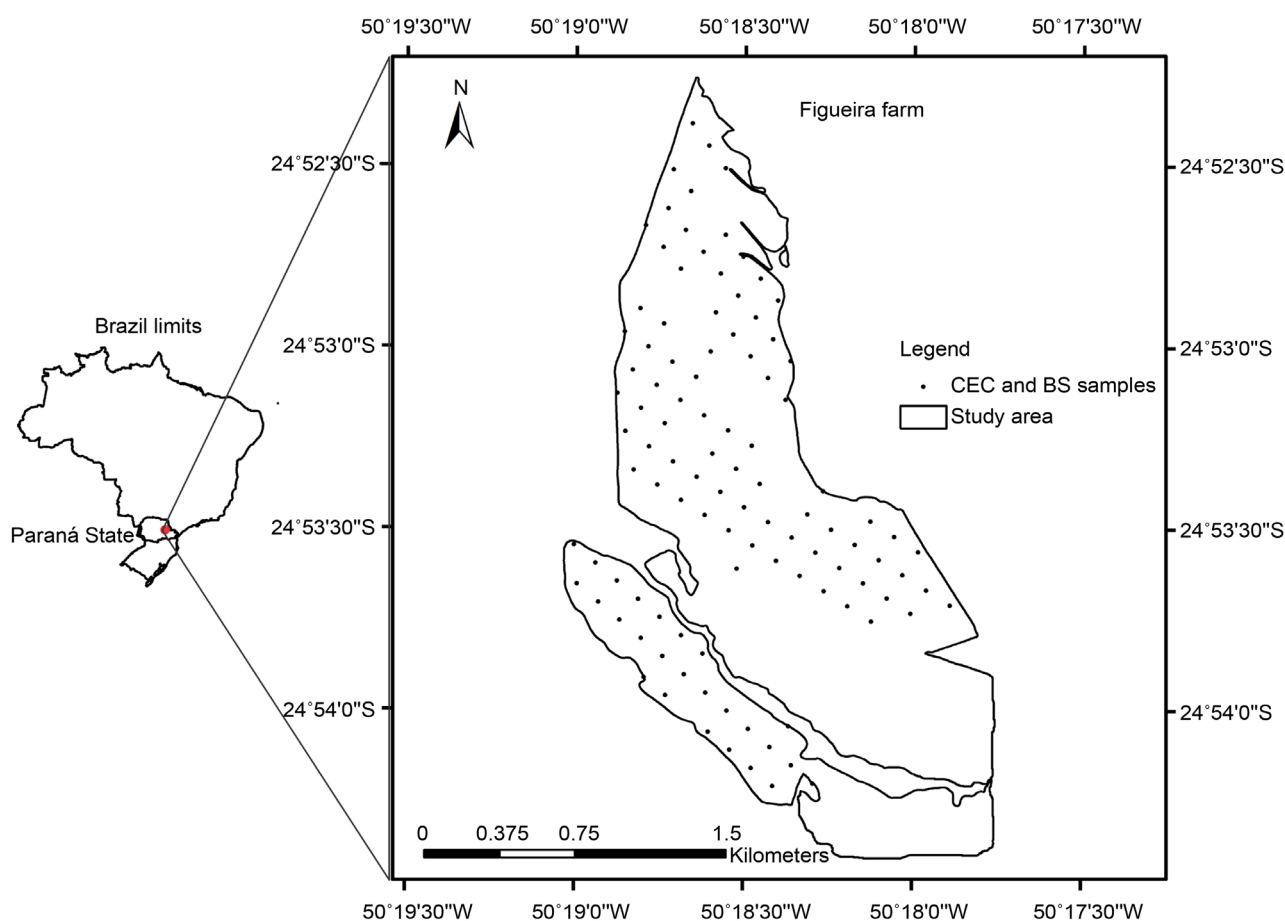 50°19'30"W
50°19'0"W
50°18'30"W
50°18'0"W
50°17'30"W
N
Figueira farm
24°52'30"S
24°52'30"S
Brazil limits
24°53'0"S
24°53'0"S
Legend
CEC and BS samples
Study area
Paraná State
24°53'30"S
24°53'30"S
24°54'0"S
24°54'0"S
0 0.375 0.75 1.5
Kilometers
50°19'30"W
50°19'0"W
50°18'30"W
50°18'0"W
50°17'30"W